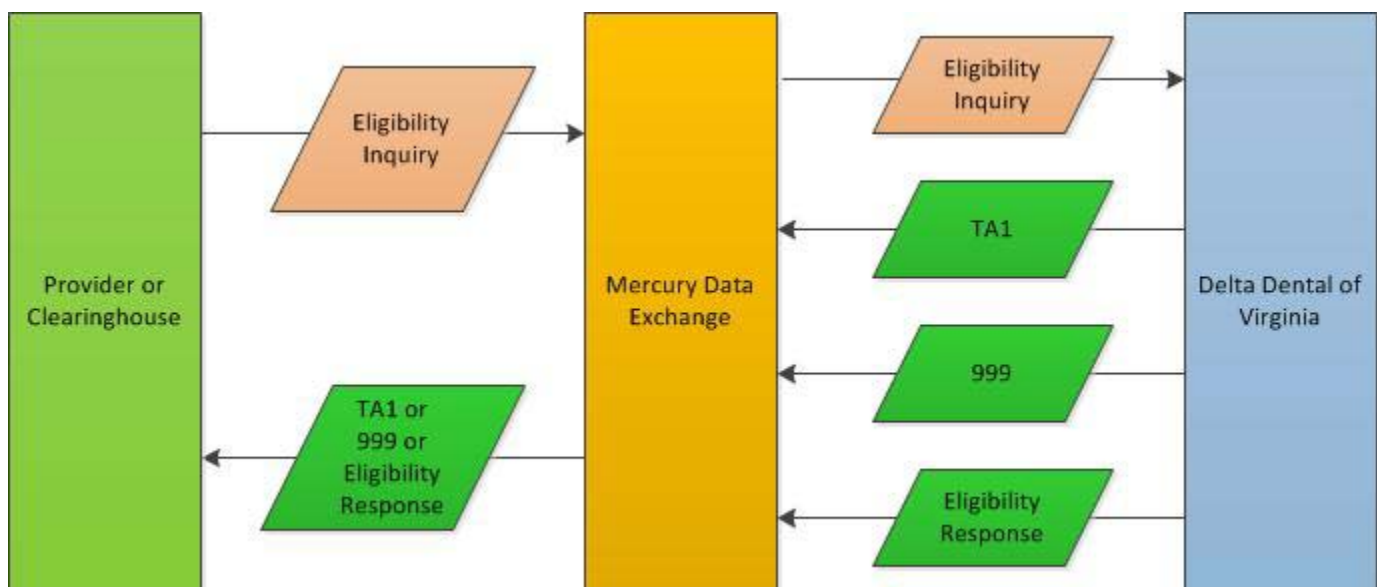 Provider or
Clearinghouse
Eligibility
Inquiry
TA1 or
999 or
Eligibility
Response
Mercury Data
Exchange
Eligibility
Inquiry
TA1
999
Eligibility
Response
Delta Dental of
Virginia